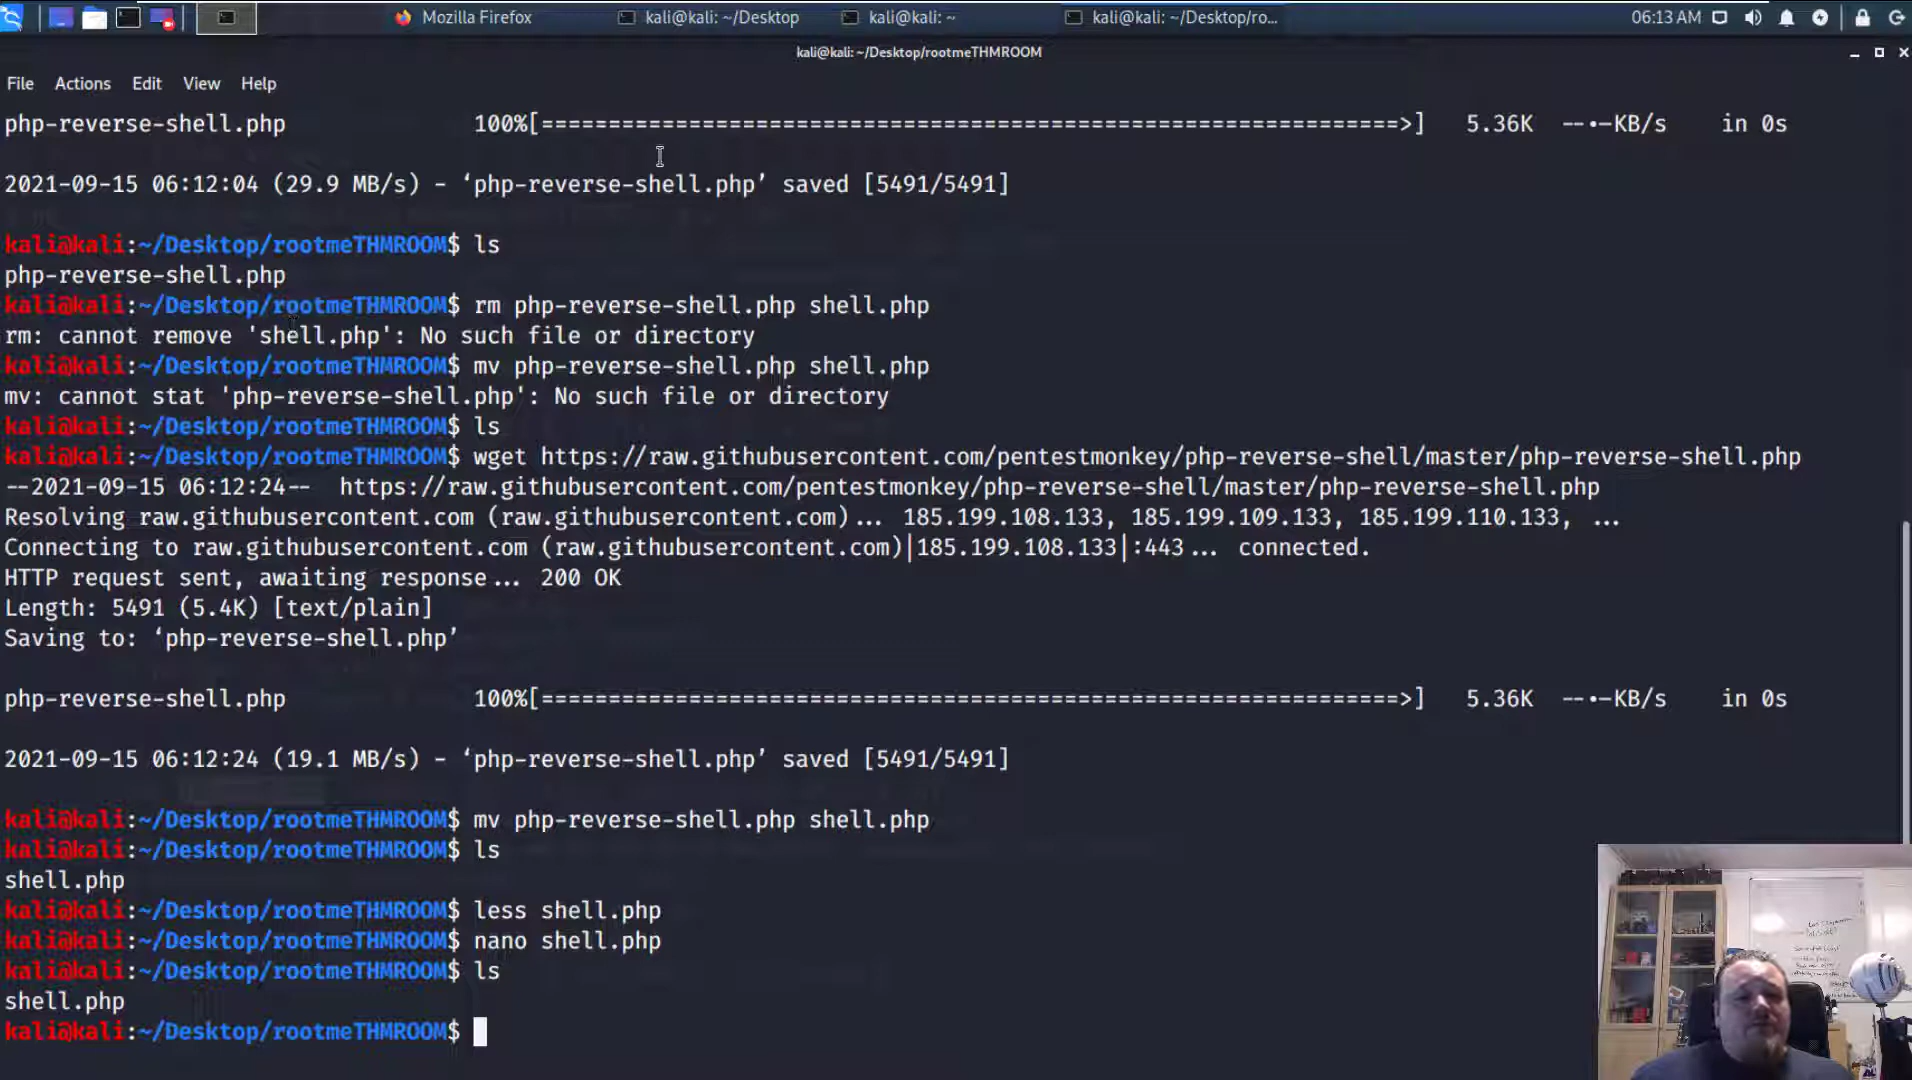 Mozilla Firefox
kali@kali: ~/Desktop
kali@kali: ~
kali@kali: ~/Desktop/ro...
06:13 AM
kali@kali: ~/Desktop/rootmeTHMROOM
File Actions Edit View Help
php-reverse-shell.php 100%[================================================================>] 5.36K --•-KB/s in 0s
2021-09-15 06:12:04 (29.9 MB/s) - ‘php-reverse-shell.php’ saved [5491/5491]
kali@kali:~/Desktop/rootmeTHMROOM$ ls
php-reverse-shell.php
kali@kali:~/Desktop/rootmeTHMROOM$ rm php-reverse-shell.php shell.php
rm: cannot remove 'shell.php': No such file or directory
kali@kali:~/Desktop/rootmeTHMROOM$ mv php-reverse-shell.php shell.php
mv: cannot stat 'php-reverse-shell.php': No such file or directory
kali@kali:~/Desktop/rootmeTHMROOM$ ls
kali@kali:~/Desktop/rootmeTHMROOM$ wget https://raw.githubusercontent.com/pentestmonkey/php-reverse-shell/master/php-reverse-shell.php
--2021-09-15 06:12:24-- https://raw.githubusercontent.com/pentestmonkey/php-reverse-shell/master/php-reverse-shell.php
Resolving raw.githubusercontent.com (raw.githubusercontent.com)... 185.199.108.133, 185.199.109.133, 185.199.110.133, ...
Connecting to raw.githubusercontent.com (raw.githubusercontent.com)|185.199.108.133|:443... connected.
HTTP request sent, awaiting response... 200 OK
Length: 5491 (5.4K) [text/plain]
Saving to: ‘php-reverse-shell.php’
php-reverse-shell.php 100%[================================================================>] 5.36K --•-KB/s in 0s
2021-09-15 06:12:24 (19.1 MB/s) - ‘php-reverse-shell.php’ saved [5491/5491]
kali@kali:~/Desktop/rootmeTHMROOM$ mv php-reverse-shell.php shell.php
kali@kali:~/Desktop/rootmeTHMROOM$ ls
shell.php
kali@kali:~/Desktop/rootmeTHMROOM$ less shell.php
kali@kali:~/Desktop/rootmeTHMROOM$ nano shell.php
kali@kali:~/Desktop/rootmeTHMROOM$ ls
shell.php
kali@kali:~/Desktop/rootmeTHMROOM$